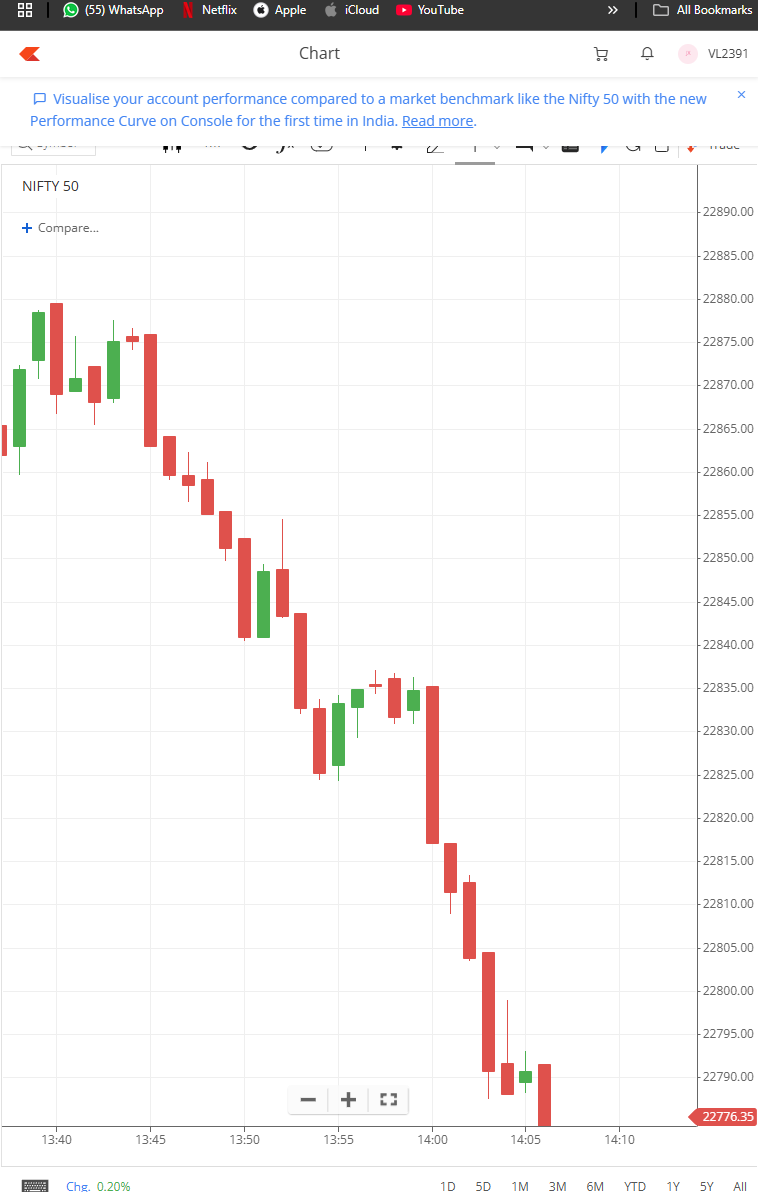 (55) WhatsApp Netflix Apple iCloud YouTube » All Bookmarks
Chart VL2391
Visualise your account performance compared to a market benchmark like the Nifty 50 with the new
Performance Curve on Console for the first time in India. Read more.
NIFTY 50
+ Compare...
22890.00
22885.00
22880.00
22875.00
22870.00
22865.00
22860.00
22855.00
22850.00
22845.00
22840.00
22835.00
22830.00
22825.00
22820.00
22815.00
22810.00
22805.00
22800.00
22795.00
22790.00
22776.35
13:40 13:45 13:50 13:55 14:00 14:05 14:10
Chg. 0.20% 1D 5D 1M 3M 6M YTD 1Y 5Y All